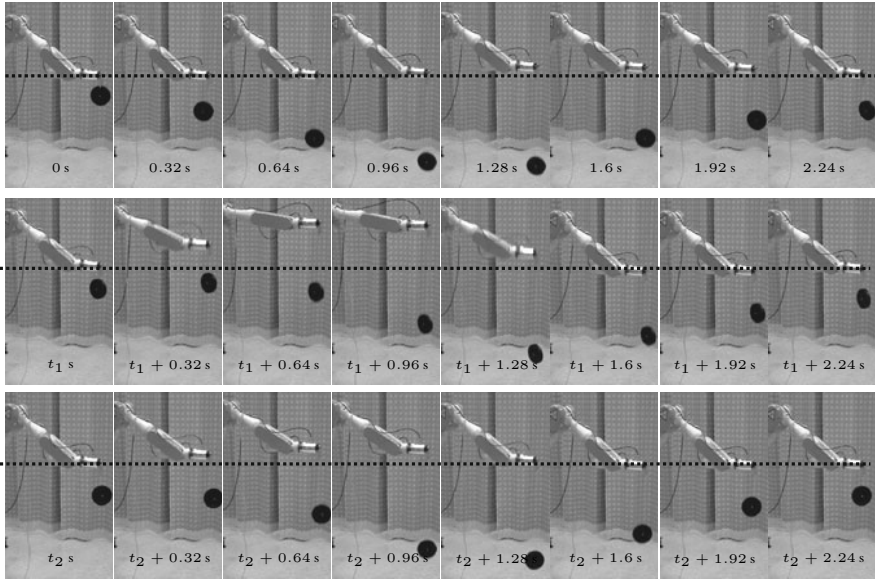 0 s 0.32 s 0.64 s 0.96 s 1.28 s 1.6 s 1.92 s 2.24 s
t₁ s t₁ + 0.32 s t₁ + 0.64 s t₁ + 0.96 s t₁ + 1.28 s t₁ + 1.6 s t₁ + 1.92 s t₁ + 2.24 s
t₂ s t₂ + 0.32 s t₂ + 0.64 s t₂ + 0.96 s t₂ + 1.28 s t₂ + 1.6 s t₂ + 1.92 s t₂ + 2.24 s